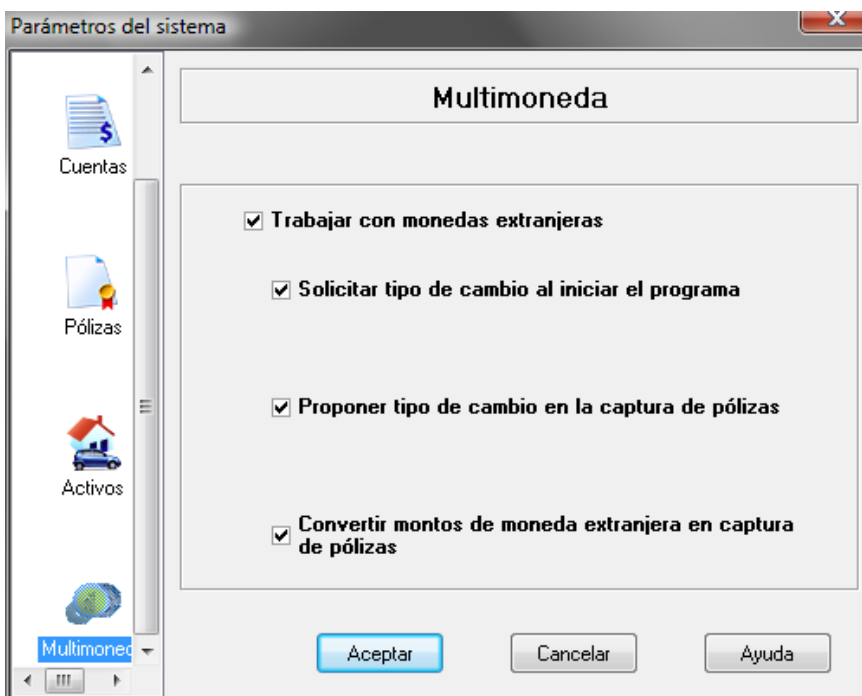 Parámetros del sistema
Cuentas
Pólizas
Activos
Multimoned
Multimoneda
Trabajar con monedas extranjeras
Solicitar tipo de cambio al iniciar el programa
Proponer tipo de cambio en la captura de pólizas
Convertir montos de moneda extranjera en captura
de pólizas
Aceptar
Cancelar
Ayuda